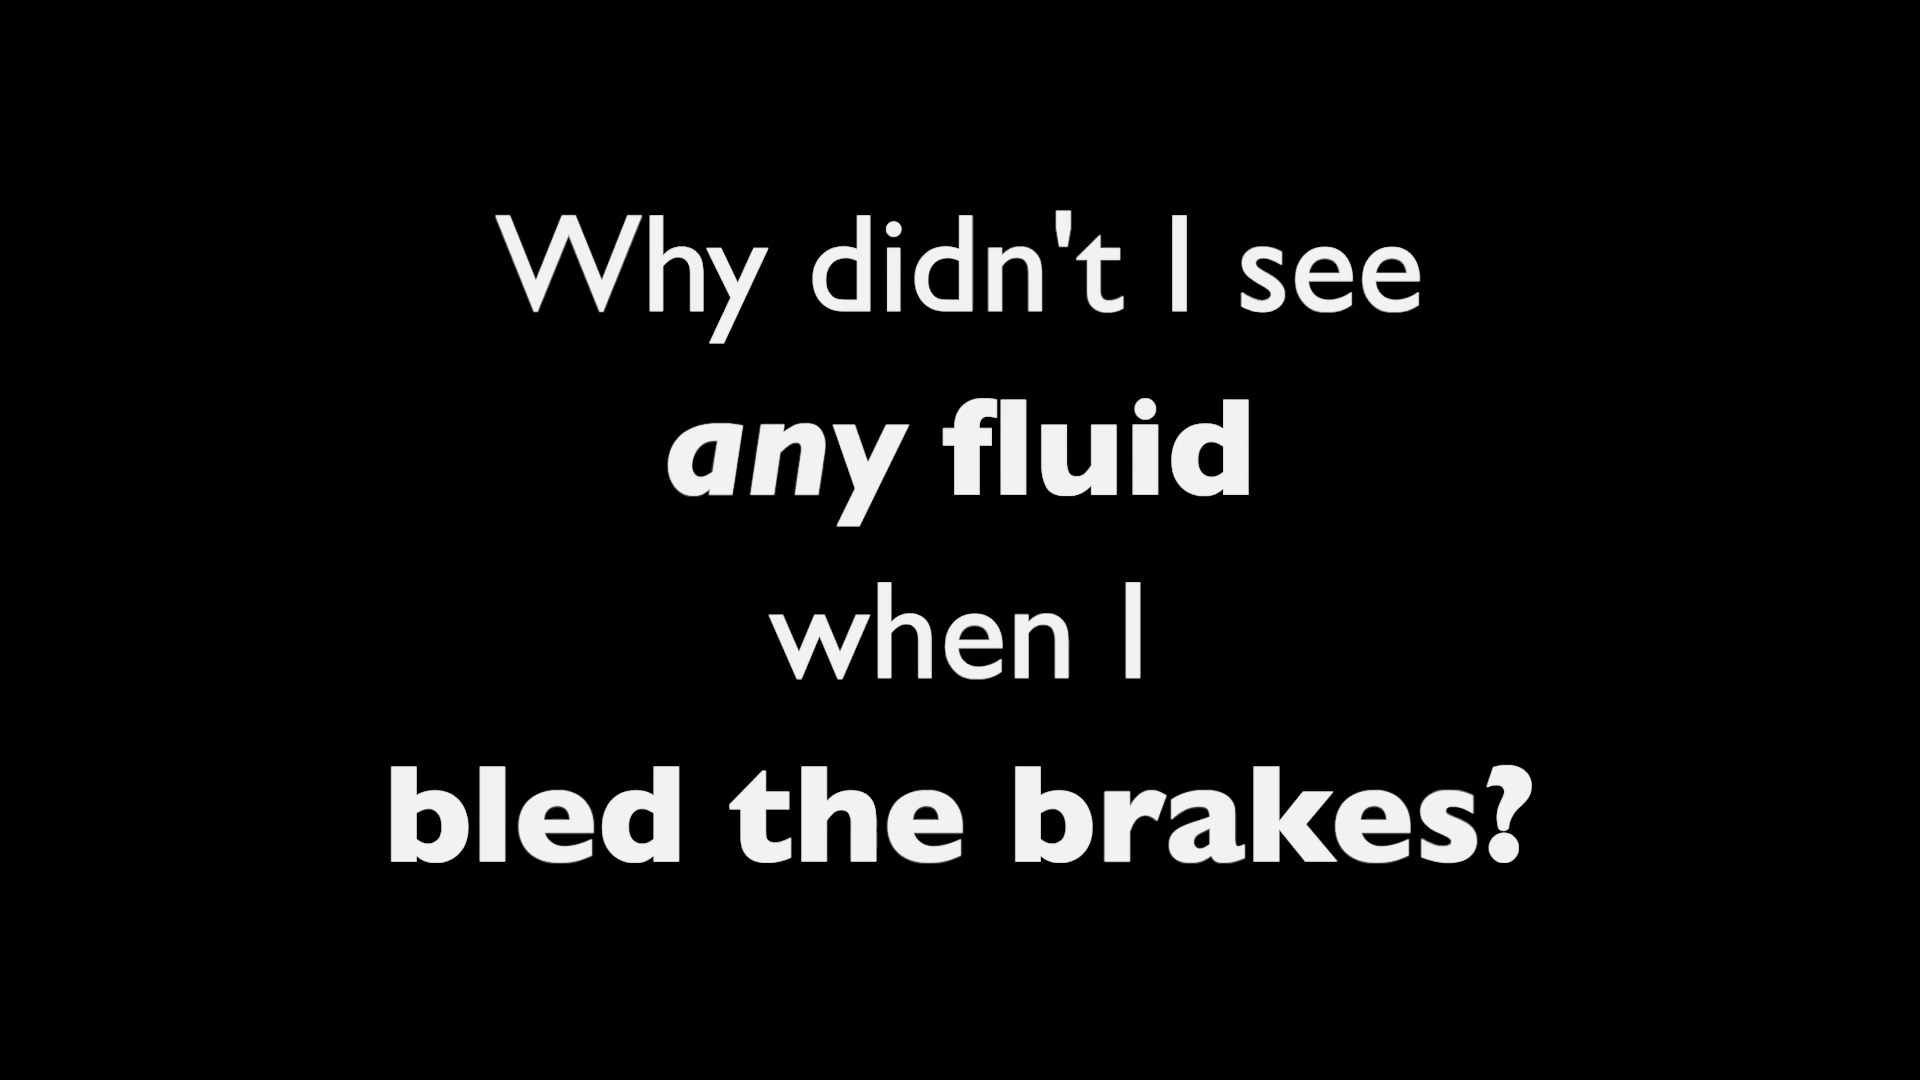 Why didn't I see
any fluid
when I
bled the brakes?